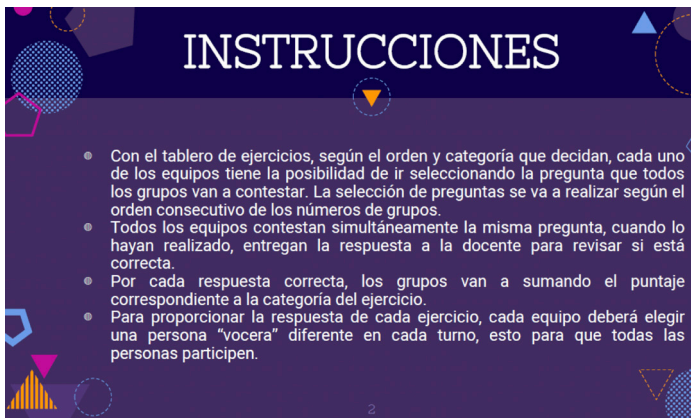 INSTRUCCIONES
Con el tablero de ejercicios, según el orden y categoría que decidan, cada uno
de los equipos tiene la posibilidad de ir seleccionando la pregunta que todos
los grupos van a contestar. La selección de preguntas se va a realizar según el
orden consecutivo de los números de grupos.
Todos los equipos contestan simultáneamente la misma pregunta, cuando lo
hayan realizado, entregan la respuesta a la docente para revisar si está
correcta.
Por cada respuesta correcta, los grupos van a sumando el puntaje
correspondiente a la categoría del ejercicio.
Para proporcionar la respuesta de cada ejercicio, cada equipo deberá elegir
una persona “vocera” diferente en cada turno, esto para que todas las
personas participen.
2